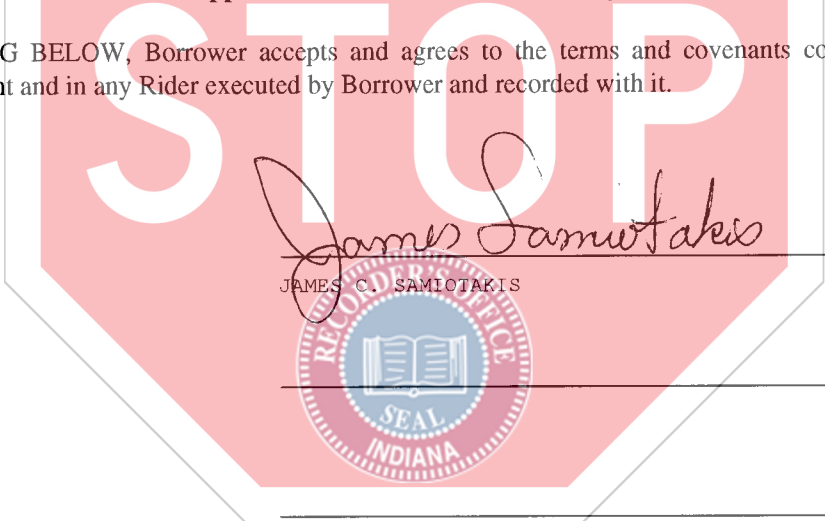 STOP
G BELOW, Borrower accepts and agrees to the terms and covenants co
t and in any Rider executed by Borrower and recorded with it.
James Samiotakis
JAMES C. SAMIOTAKIS
RECORDER'S OFFICE
SEAL
INDIANA